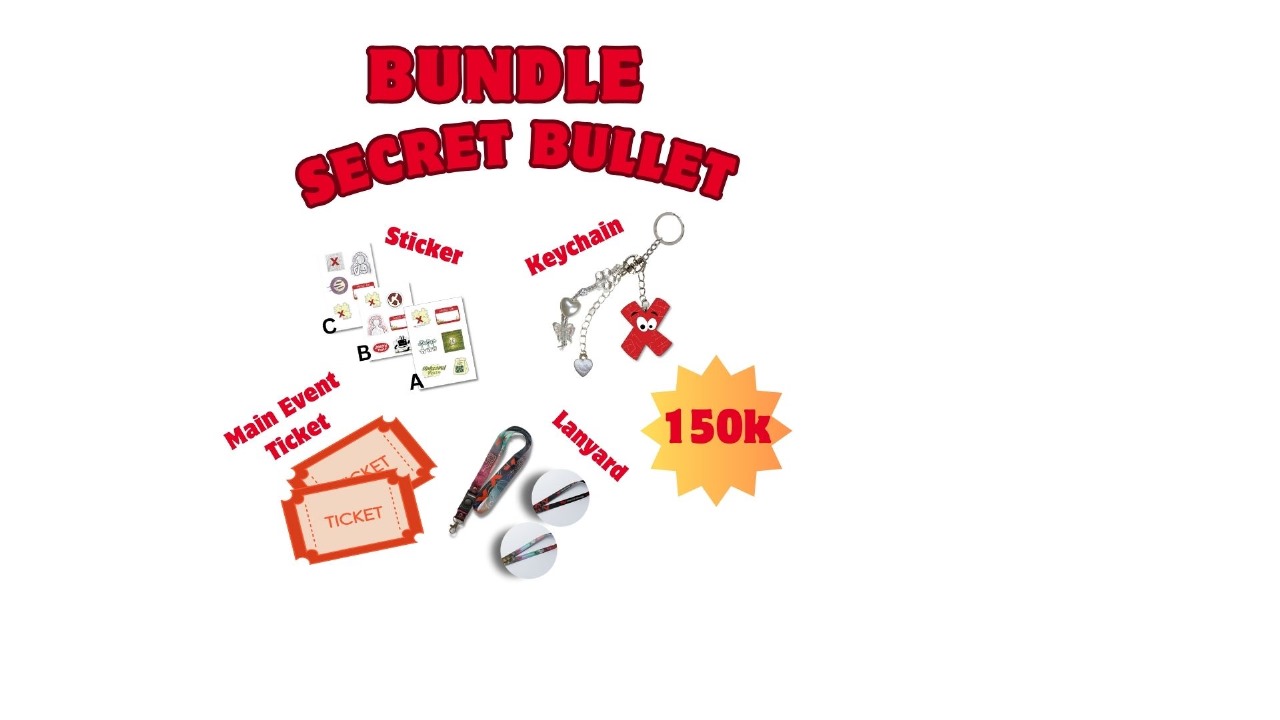 BUNDLE
SECRET BULLET
Sticker
Keychain
C
B
A
Main Event
Ticket
Lanyard
150k
TICKET
TICKET